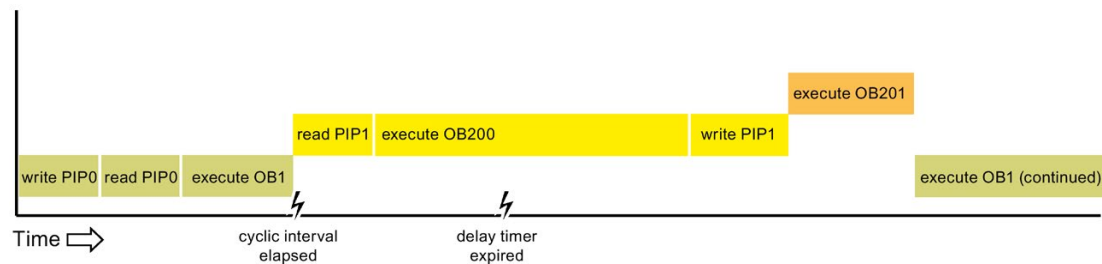 execute OB201
read PIP1 execute OB200 write PIP1
write PIP0 read PIP0 execute OB1 execute OB1 (continued)
Time
cyclic interval
elapsed
delay timer
expired